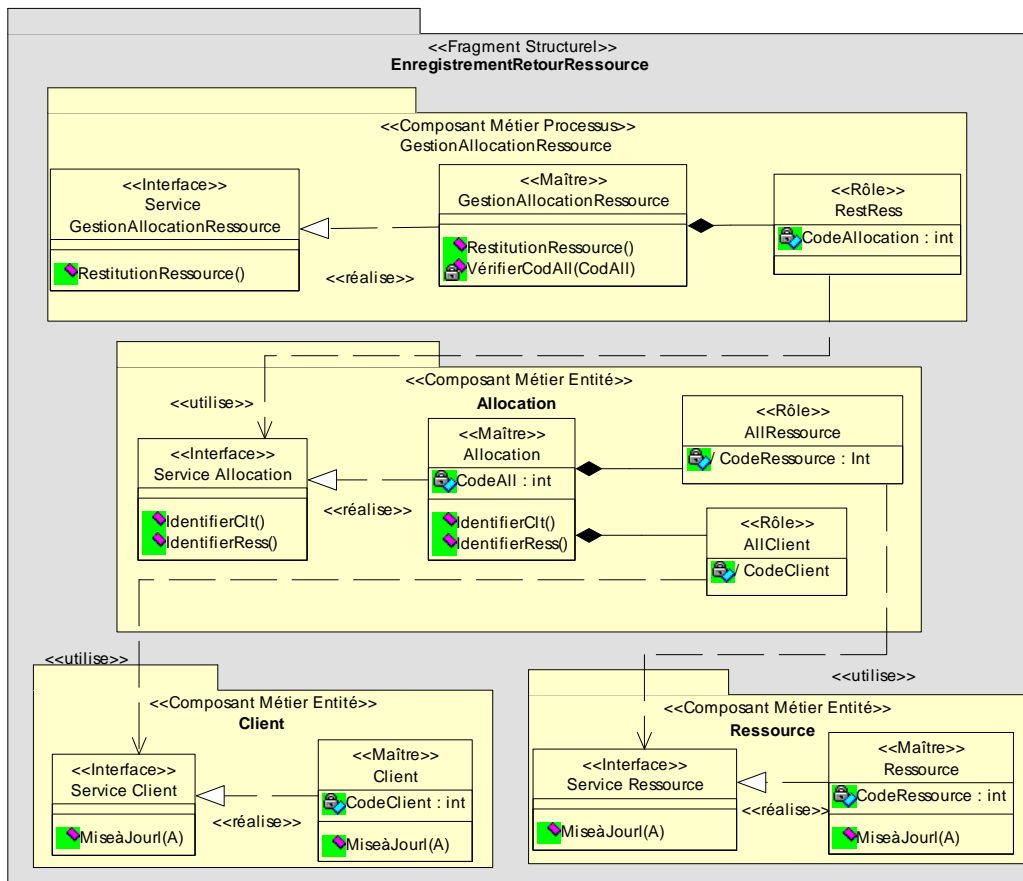 <<Fragment Structurel>>
EnregistrementRetourRessource
<<Composant Métier Processus>>
GestionAllocationRessource
<<Interface>>
Service
GestionAllocationRessource
RestitutionRessource()
<<réalise>>
<<Maître>>
GestionAllocationRessource
RestitutionRessource()
VérifierCodAll(CodAll)
<<Rôle>>
RestRess
CodeAllocation : int
<<utilise>>
<<Composant Métier Entité>>
Allocation
<<Interface>>
Service Allocation
IdentifierClt()
IdentifierRess()
<<réalise>>
<<Maître>>
Allocation
CodeAll : int
IdentifierClt()
IdentifierRess()
<<Rôle>>
AllRessource
/ CodeRessource : Int
<<Rôle>>
AllClient
/ CodeClient
<<utilise>>
<<utilise>>
<<Composant Métier Entité>>
Client
<<Interface>>
Service Client
MiseàJourl(A)
<<réalise>>
<<Maître>>
Client
CodeClient : int
MiseàJourl(A)
<<Composant Métier Entité>>
Ressource
<<Interface>>
Service Ressource
MiseàJourl(A)
<<réalise>>
<<Maître>>
Ressource
CodeRessource : int
MiseàJourl(A)